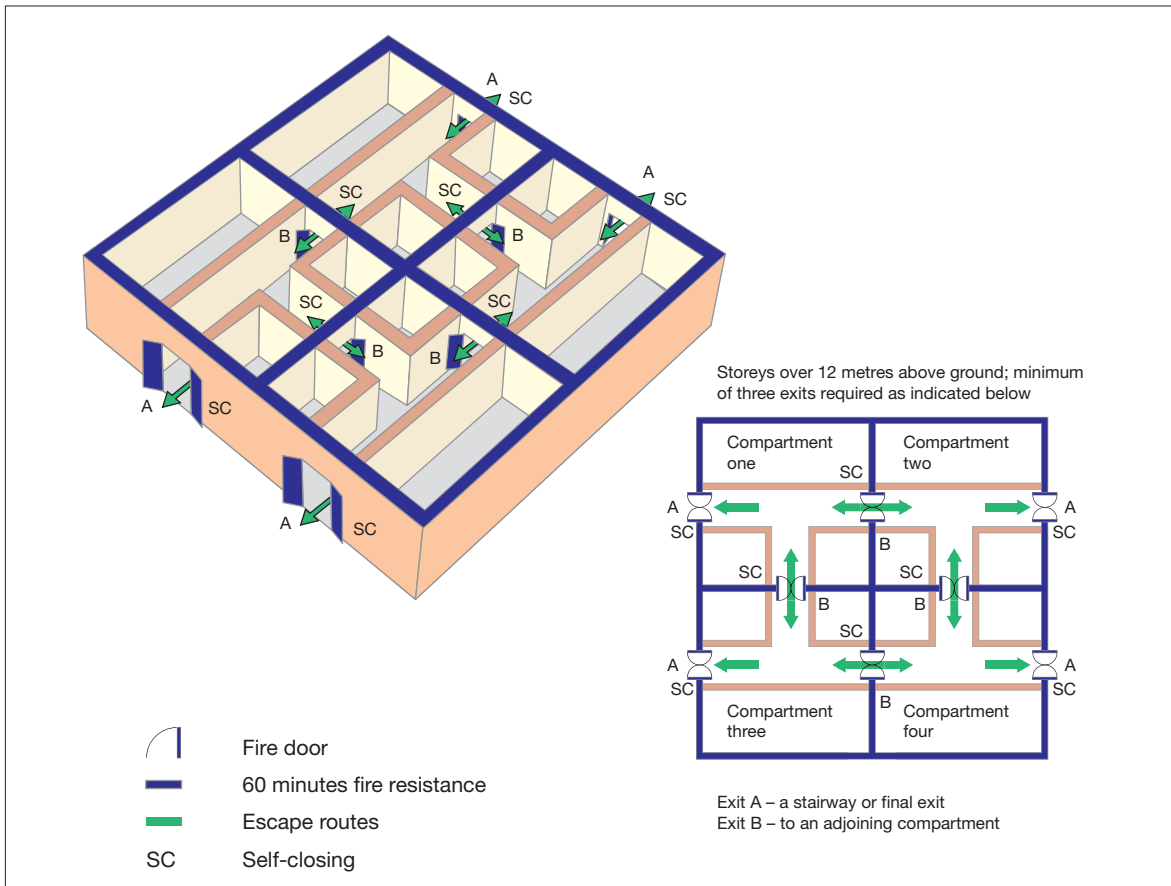 A
SC
A
SC
SC
SC
B
B
SC
SC
B
B
A
SC
A
SC
Storeys over 12 metres above ground; minimum
of three exits required as indicated below
Compartment
one
Compartment
two
SC
A
A
SC
SC
B
SC
SC
B
B
SC
A
A
SC
SC
B
Compartment
three
Compartment
four
Fire door
60 minutes fire resistance
Escape routes
SC Self-closing
Exit A – a stairway or final exit
Exit B – to an adjoining compartment